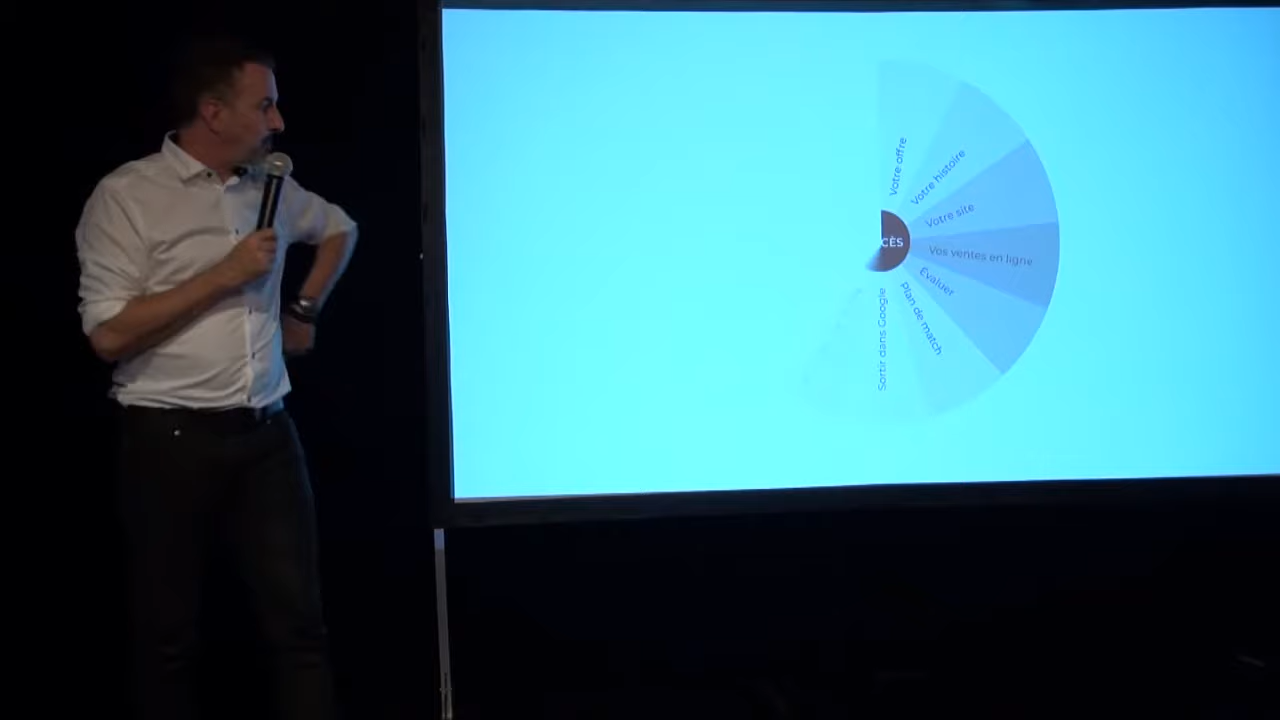 Votre offre
Votre histoire
Votre site
Vos ventes en ligne
Évaluer
Plan de match
Sortir dans Google
CÈS